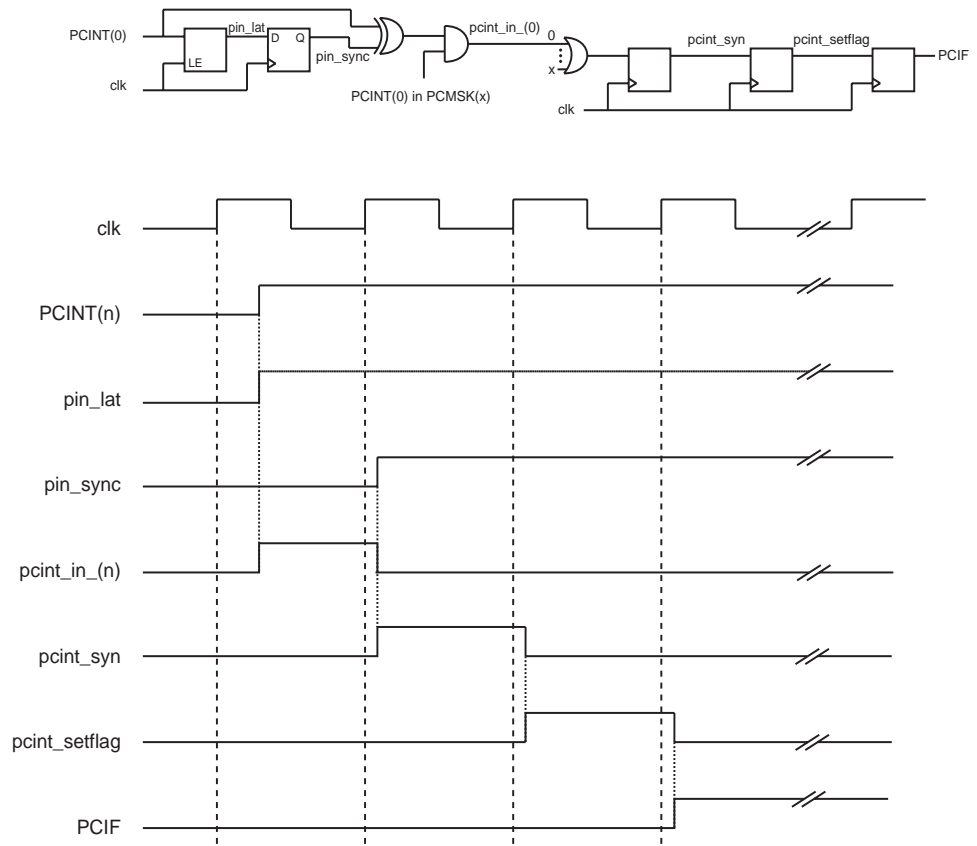 PCINT(0)
pin_lat
LE
D Q
pin_sync
clk
pcint_in_(0)
0
x
PCINT(0) in PCMSK(x)
pcint_syn
pcint_setflag
PCIF
clk
clk
PCINT(n)
pin_lat
pin_sync
pcint_in_(n)
pcint_syn
pcint_setflag
PCIF